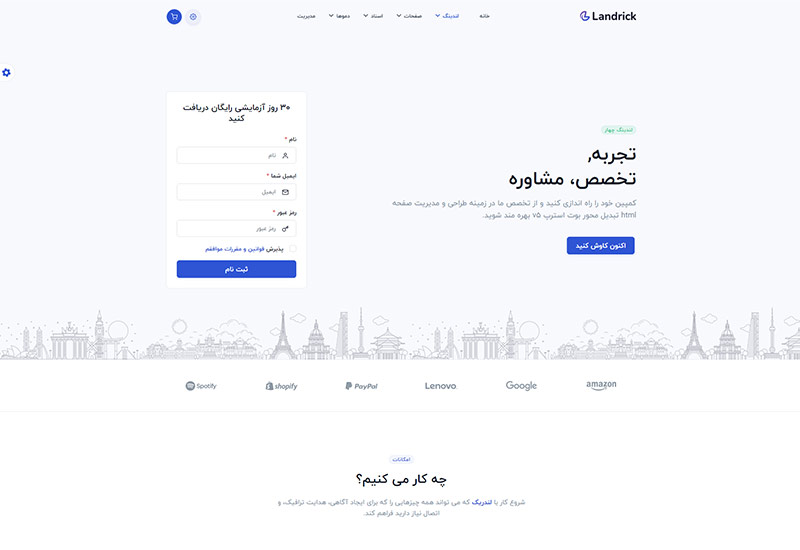 Landrick
خانه
لندینگ
صفحات
اسناد
دموها
مدیریت
لندینگ چهار
تجربه,
تخصص، مشاوره
کمپین خود را راه اندازی کنید و از تخصص ما در زمینه طراحی و مدیریت صفحه
html تبدیل محور بوت استرپ v۵ بهره مند شوید.
اکنون کاوش کنید
۳۰ روز آزمایشی رایگان دریافت
کنید
نام *
نام
ایمیل شما *
ایمیل
رمز عبور *
رمز عبور
پذیرش قوانین و مقررات موافقم
ثبت نام
Spotify
shopify
PayPal
Lenovo
Google
amazon
امکانات
چه کار می کنیم؟
شروع کار با لندریک که می تواند همه چیزهایی را که برای ایجاد آگاهی، هدایت ترافیک، و
اتصال نیاز دارید فراهم کند.